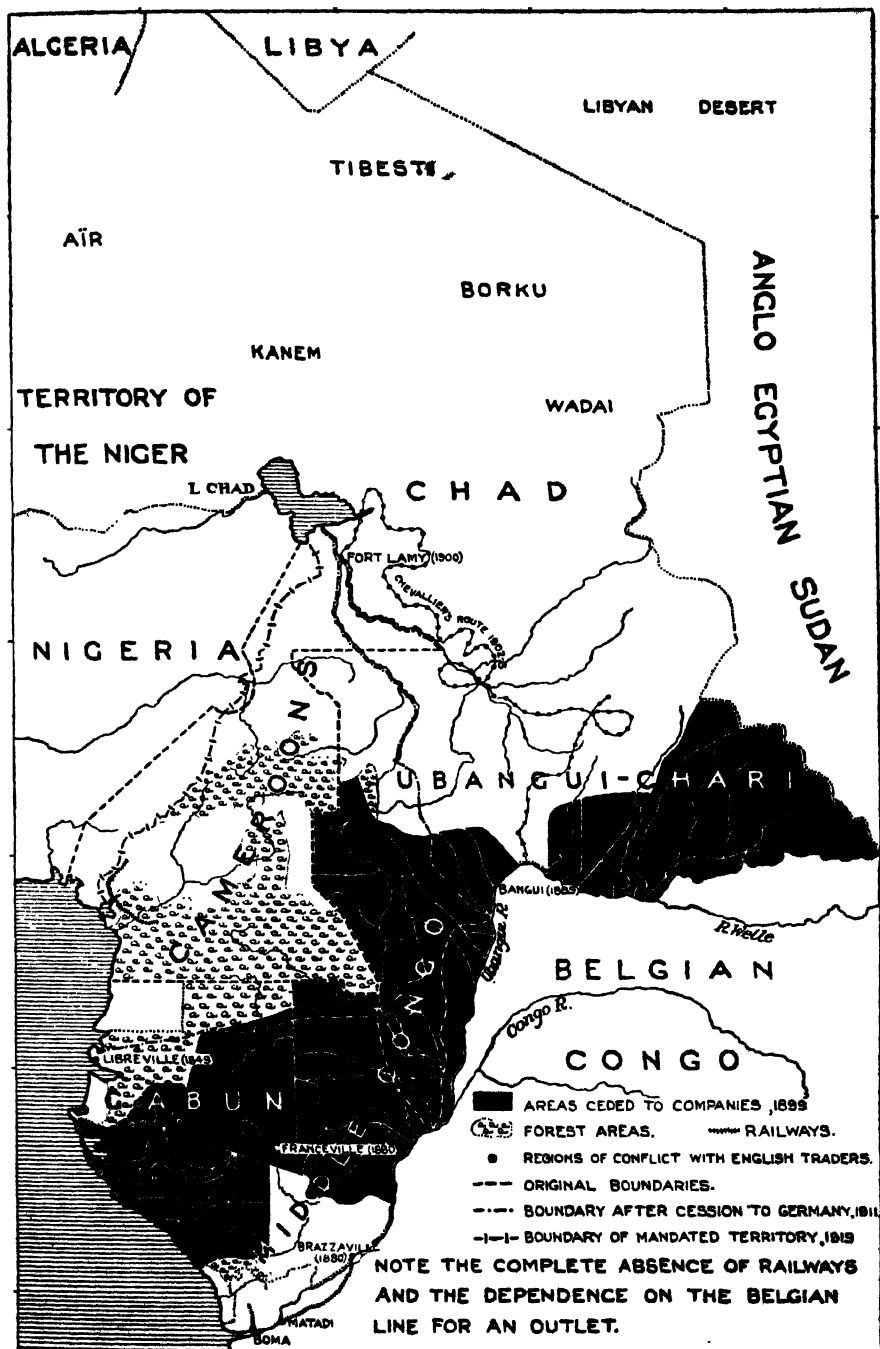 ALGERIA
LIBYA
LIBYAN DESERT
TIBESTI
AÏR
BORKU
KANEM
ANGLO EGYPTIAN SUDAN
TERRITORY OF
THE NIGER
WADAI
L CHAD
CHAD
FORT LAMY (1900)
CHEVALLIER'S ROUTE
NIGERIA
CAMEROONS
UBANGUI-CHARI
BANGUI (1889)
Ubangui R.
R. Welle
BELGIAN
CONGO
Congo R.
LIBREVILLE (1849)
GABUN
MIDDLE CONGO
FRANCEVILLE (1880)
BRAZZAVILLE
(1880)
MATADI
BOMA
AREAS CEDED TO COMPANIES, 1899
FOREST AREAS. RAILWAYS.
REGIONS OF CONFLICT WITH ENGLISH TRADERS.
ORIGINAL BOUNDARIES.
BOUNDARY AFTER CESSION TO GERMANY, 1911
BOUNDARY OF MANDATED TERRITORY, 1919
NOTE THE COMPLETE ABSENCE OF RAILWAYS
AND THE DEPENDENCE ON THE BELGIAN
LINE FOR AN OUTLET.